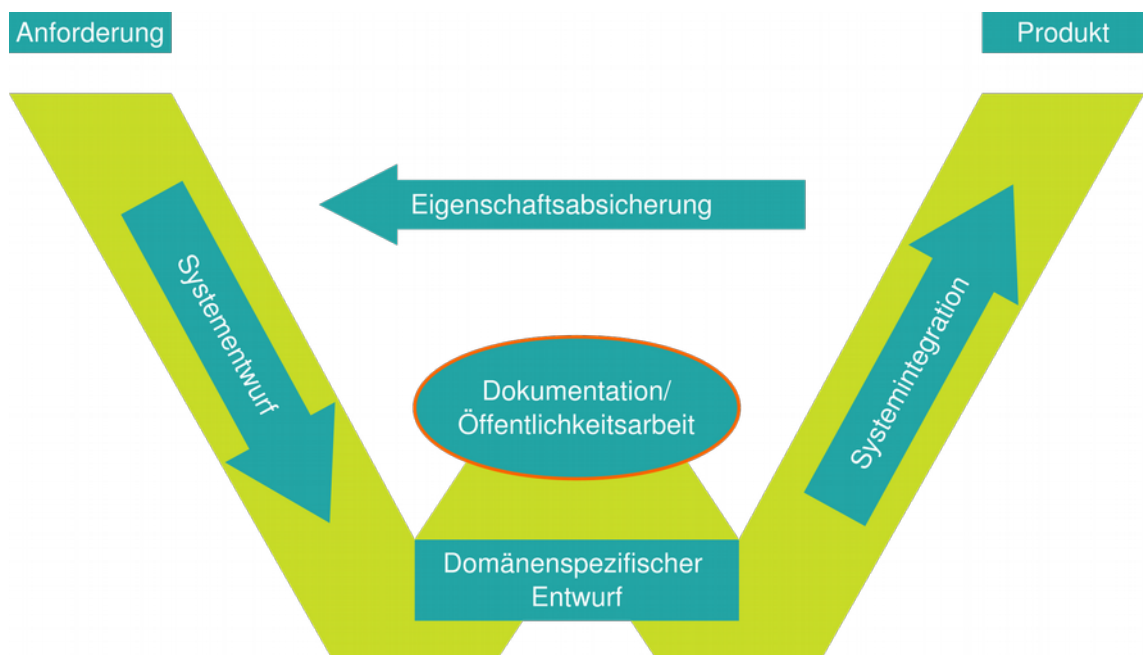 Anforderung
Produkt
Eigenschaftsabsicherung
Systementwurf
Systemintegration
Dokumentation/
Öffentlichkeitsarbeit
Domänenspezifischer
Entwurf